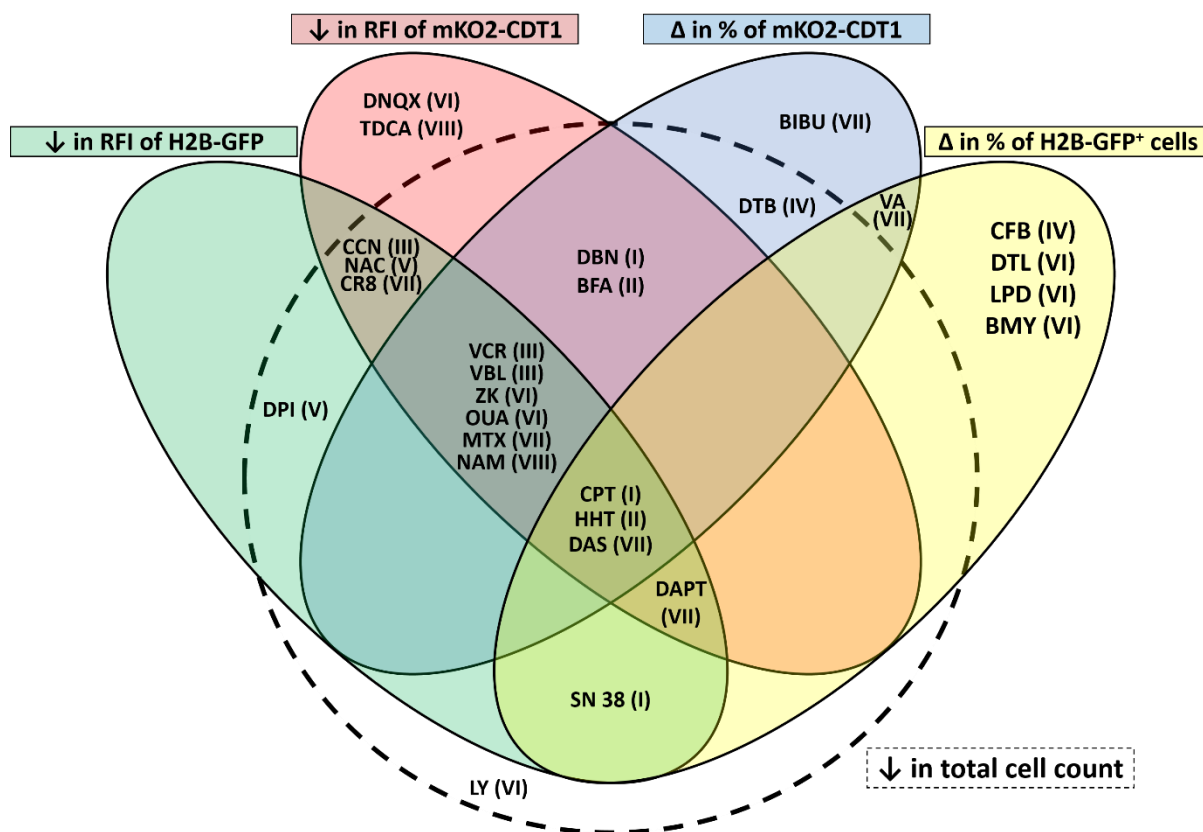 ↓ in RFI of mKO2-CDT1
Δ in % of mKO2-CDT1
↓ in RFI of H2B-GFP
Δ in % of H2B-GFP⁺ cells
DNQX (VI)
TDCA (VIII)
BIBU (VII)
DTB (IV)
VA
(VII)
CFB (IV)
DTL (VI)
LPD (VI)
BMY (VI)
CCN (III)
NAC (V)
CR8 (VII)
DBN (I)
BFA (II)
VCR (III)
VBL (III)
ZK (VI)
OUA (VI)
MTX (VII)
NAM (VIII)
DPI (V)
CPT (I)
HHT (II)
DAS (VII)
DAPT
(VII)
SN 38 (I)
LY (VI)
↓ in total cell count